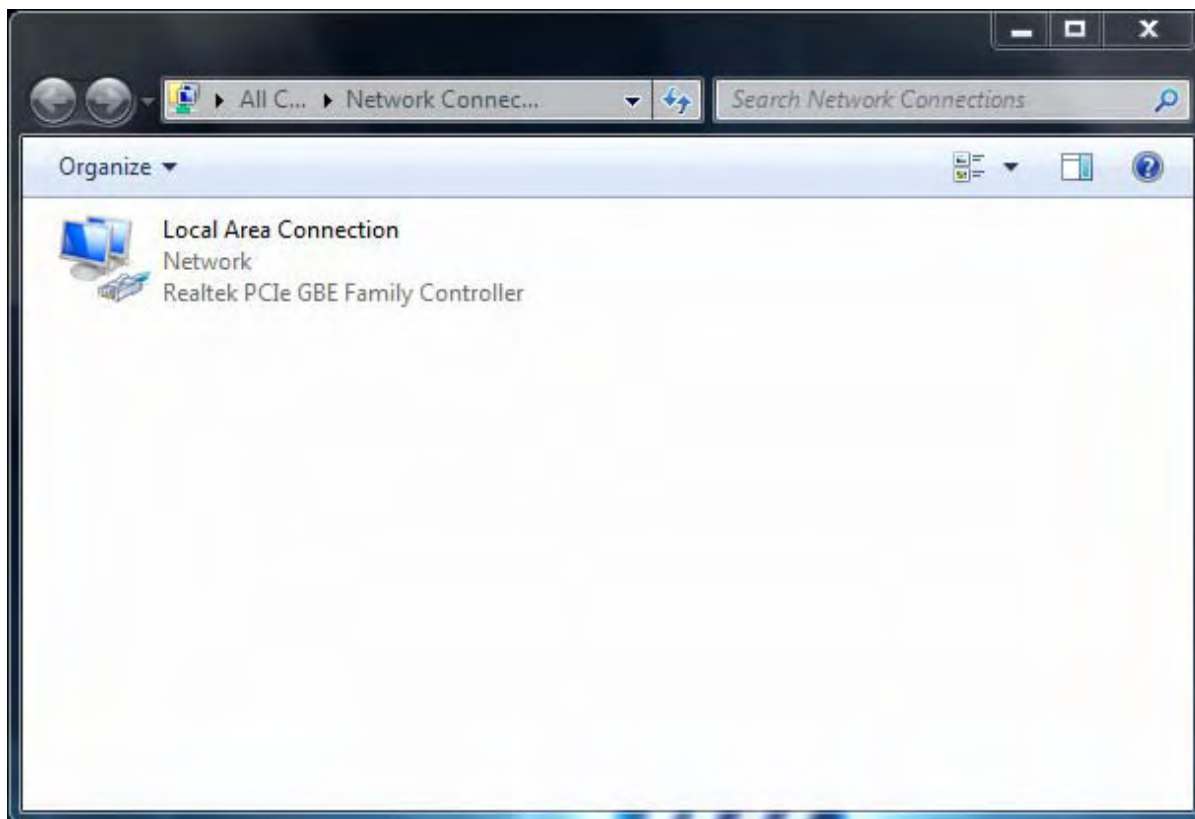 All C... Network Connec...
Search Network Connections
Organize
Local Area Connection
Network
Realtek PCIe GBE Family Controller